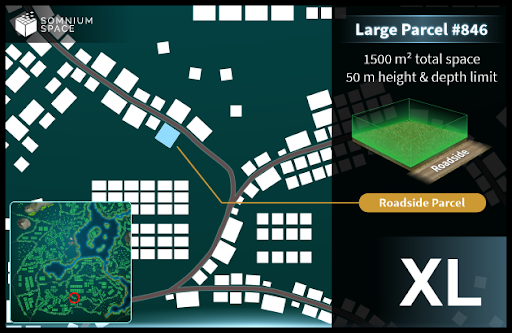 SOMNIUM
SPACE
Large Parcel #846
1500 m² total space
50 m height & depth limit
Roadside
Roadside Parcel
XL